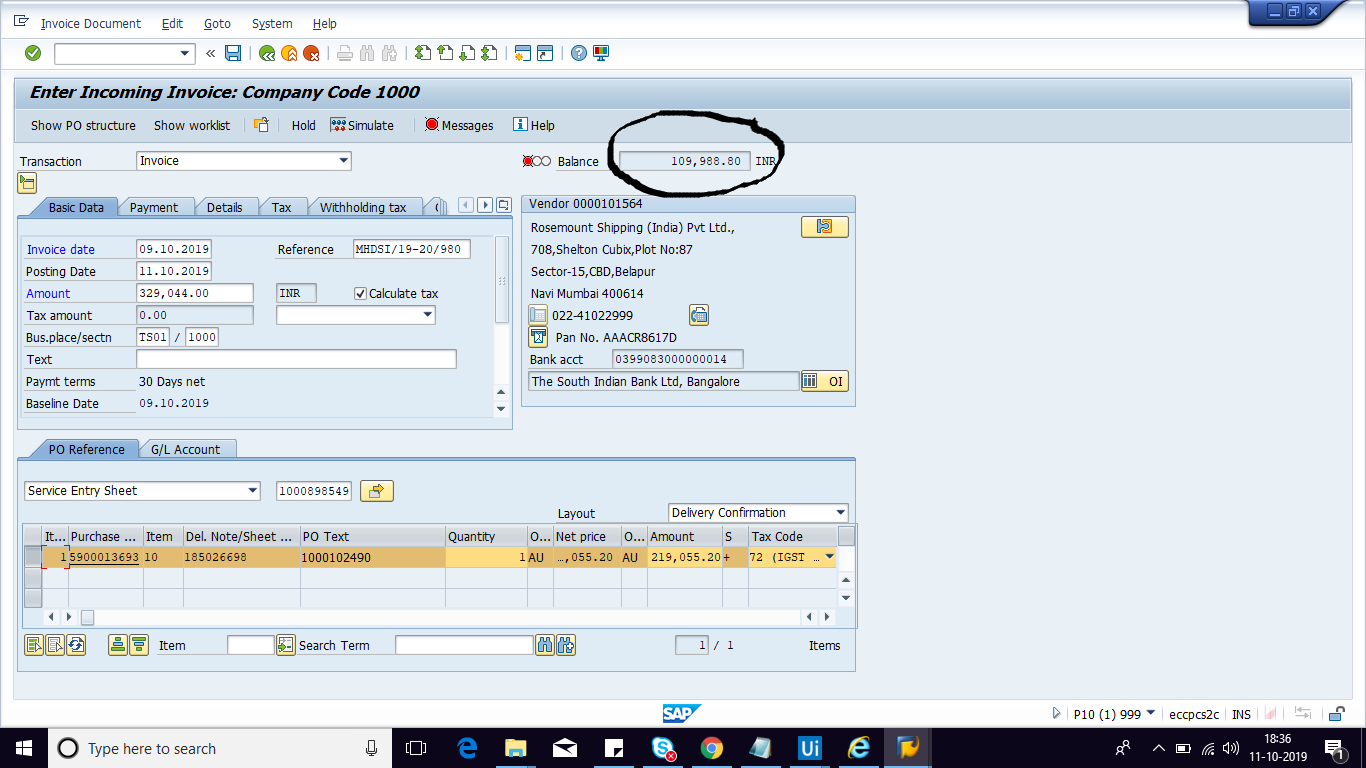 Invoice Document Edit Goto System Help
Enter Incoming Invoice: Company Code 1000
Show PO structure Show worklist Hold Simulate Messages Help
Transaction Invoice Balance 109,988.80 INR
Basic Data Payment Details Tax Withholding tax
Vendor 0000101564
Invoice date 09.10.2019 Reference MHDSI/19-20/980
Posting Date 11.10.2019
Amount 329,044.00 INR Calculate tax
Tax amount 0.00
Bus.place/sectn TS01 / 1000
Text
Paymt terms 30 Days net
Baseline Date 09.10.2019
Rosemount Shipping (India) Pvt Ltd.,
708,Shelton Cubix,Plot No:87
Sector-15,CBD,Belapur
Navi Mumbai 400614
022-41022999
Pan No. AAACR8617D
Bank acct 0399083000000014
The South Indian Bank Ltd, Bangalore OI
PO Reference G/L Account
Service Entry Sheet 1000898549
Layout Delivery Confirmation
It... Purchase ... Item Del. Note/Sheet ... PO Text Quantity O... Net price O... Amount S Tax Code
1 5900013693 10 185026698 1000102490 1 AU ...,055.20 AU 219,055.20 + 72 (IGST ...
Item Search Term 1 / 1 Items
SAP
P10 (1) 999 eccpcs2c INS
Type here to search
Ui
18:36
11-10-2019
1